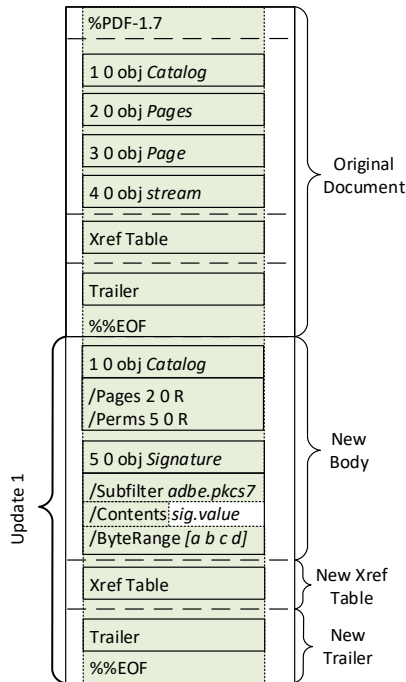 %PDF-1.7
1 0 obj Catalog
2 0 obj Pages
3 0 obj Page
4 0 obj stream
Xref Table
Trailer
%%EOF
Original
Document
1 0 obj Catalog
/Pages 2 0 R
/Perms 5 0 R
5 0 obj Signature
/Subfilter adbe.pkcs7
/Contents sig.value
/ByteRange [a b c d]
Xref Table
Trailer
%%EOF
New
Body
New Xref
Table
New
Trailer
Update 1